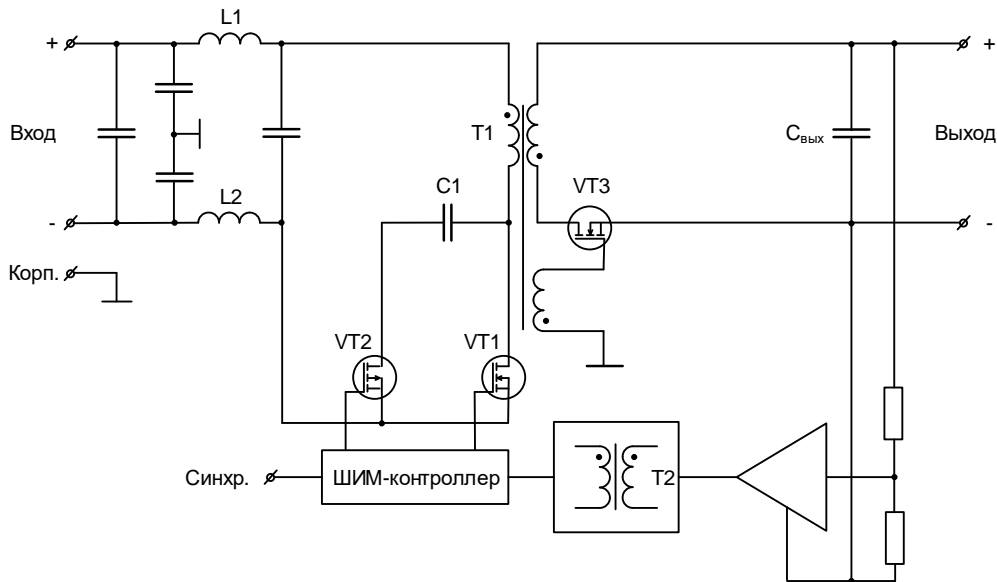 L1
+
+
T1
Вход
Cвых
Выход
C1
VT3
L2
-
-
Корп.
VT2
VT1
Синхр.
ШИМ-контроллер
T2